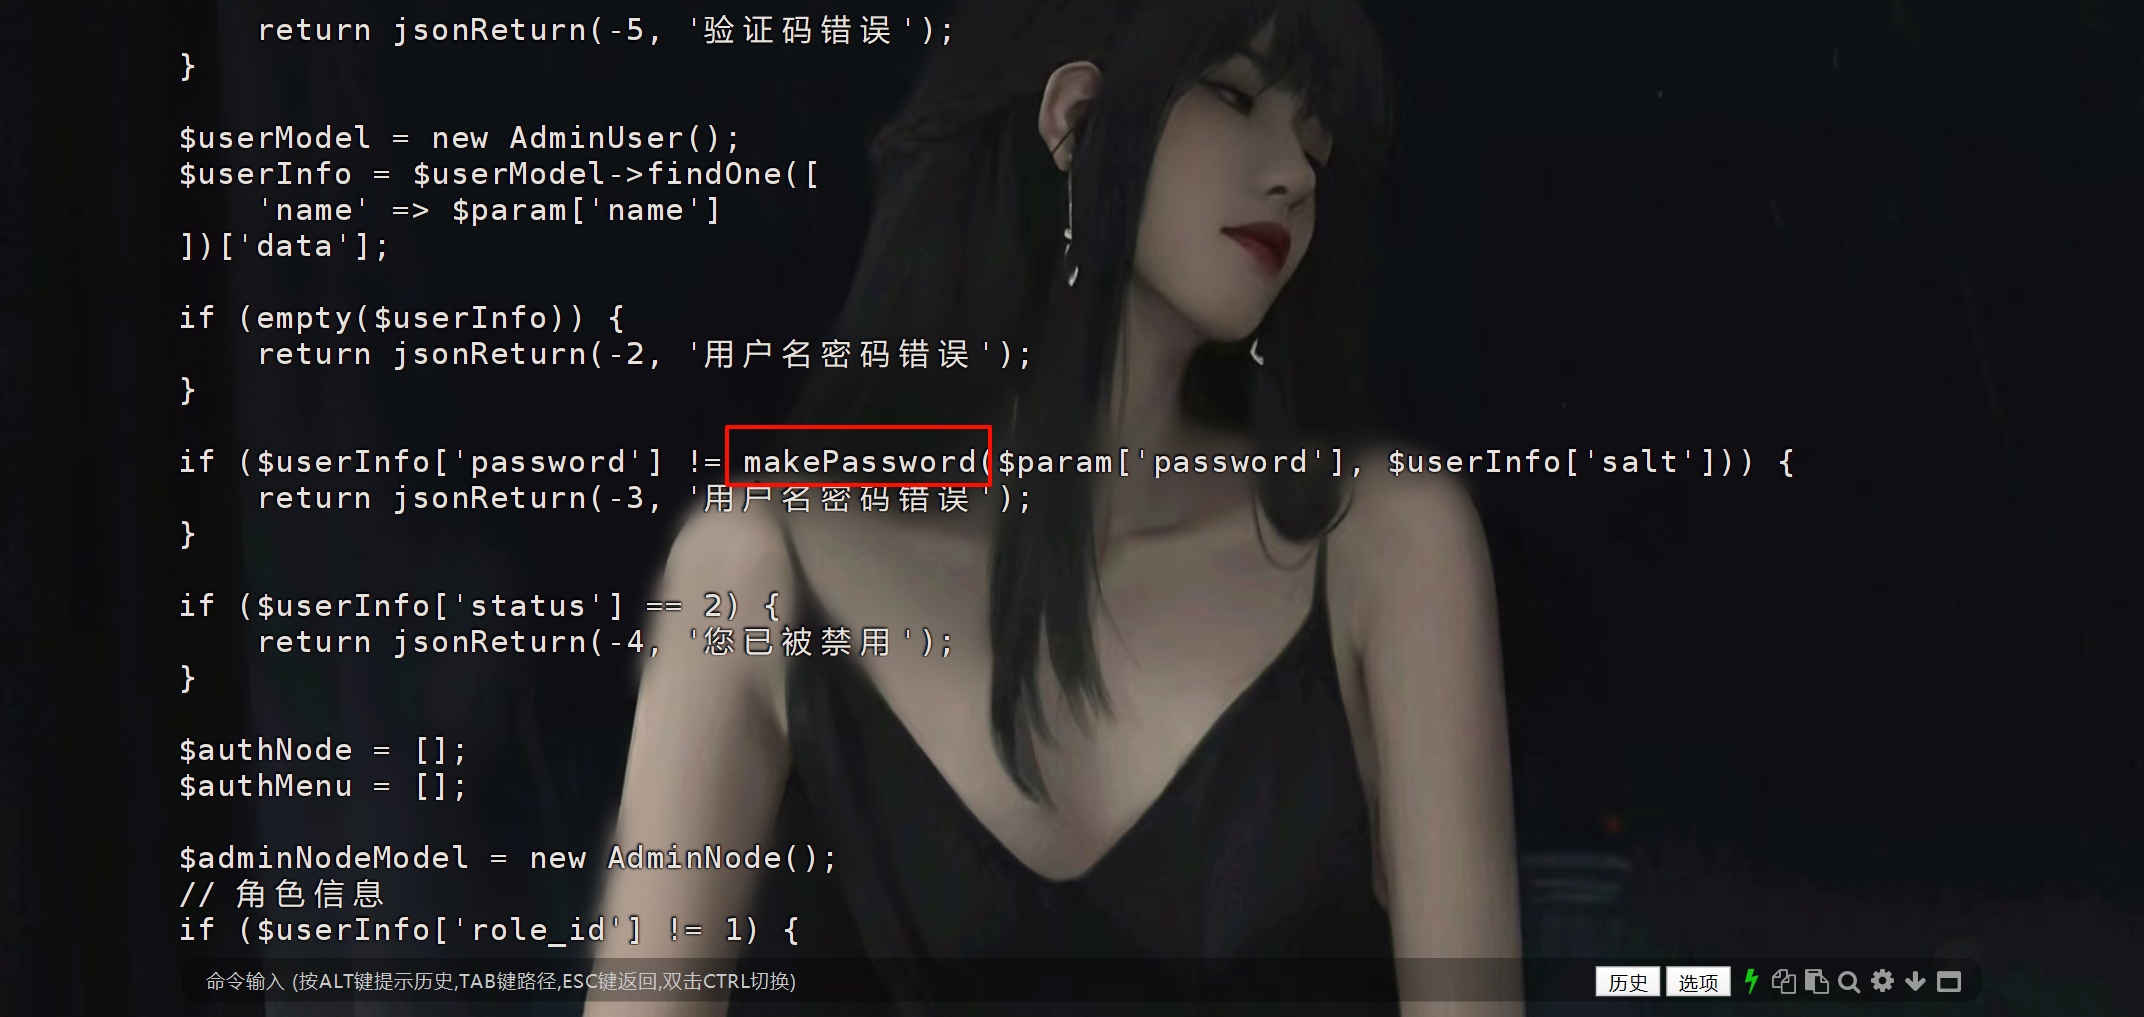 return jsonReturn(-5, '验证码错误');
}

$userModel = new AdminUser();
$userInfo = $userModel->findOne([
    'name' => $param['name']
])['data'];

if (empty($userInfo)) {
    return jsonReturn(-2, '用户名密码错误');
}

if ($userInfo['password'] != makePassword($param['password'], $userInfo['salt'])) {
    return jsonReturn(-3, '用户名密码错误');
}

if ($userInfo['status'] == 2) {
    return jsonReturn(-4, '您已被禁用');
}

$authNode = [];
$authMenu = [];

$adminNodeModel = new AdminNode();
// 角色信息
if ($userInfo['role_id'] != 1) {
命令输入 (按ALT键提示历史,TAB键路径,ESC键返回,双击CTRL切换) 历史 选项